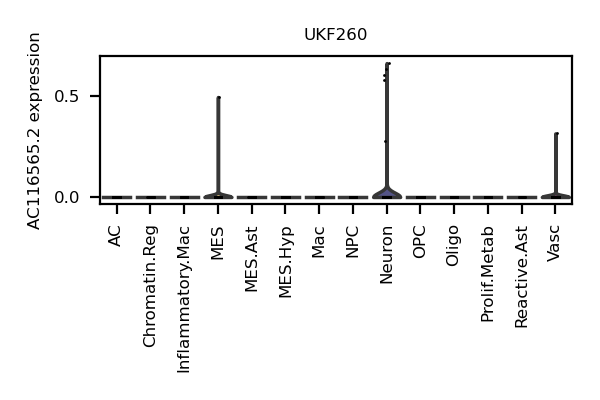 UKF260
AC116565.2 expression
0.5
0.0
AC
Chromatin.Reg
Inflammatory.Mac
MES
MES.Ast
MES.Hyp
Mac
NPC
Neuron
OPC
Oligo
Prolif.Metab
Reactive.Ast
Vasc